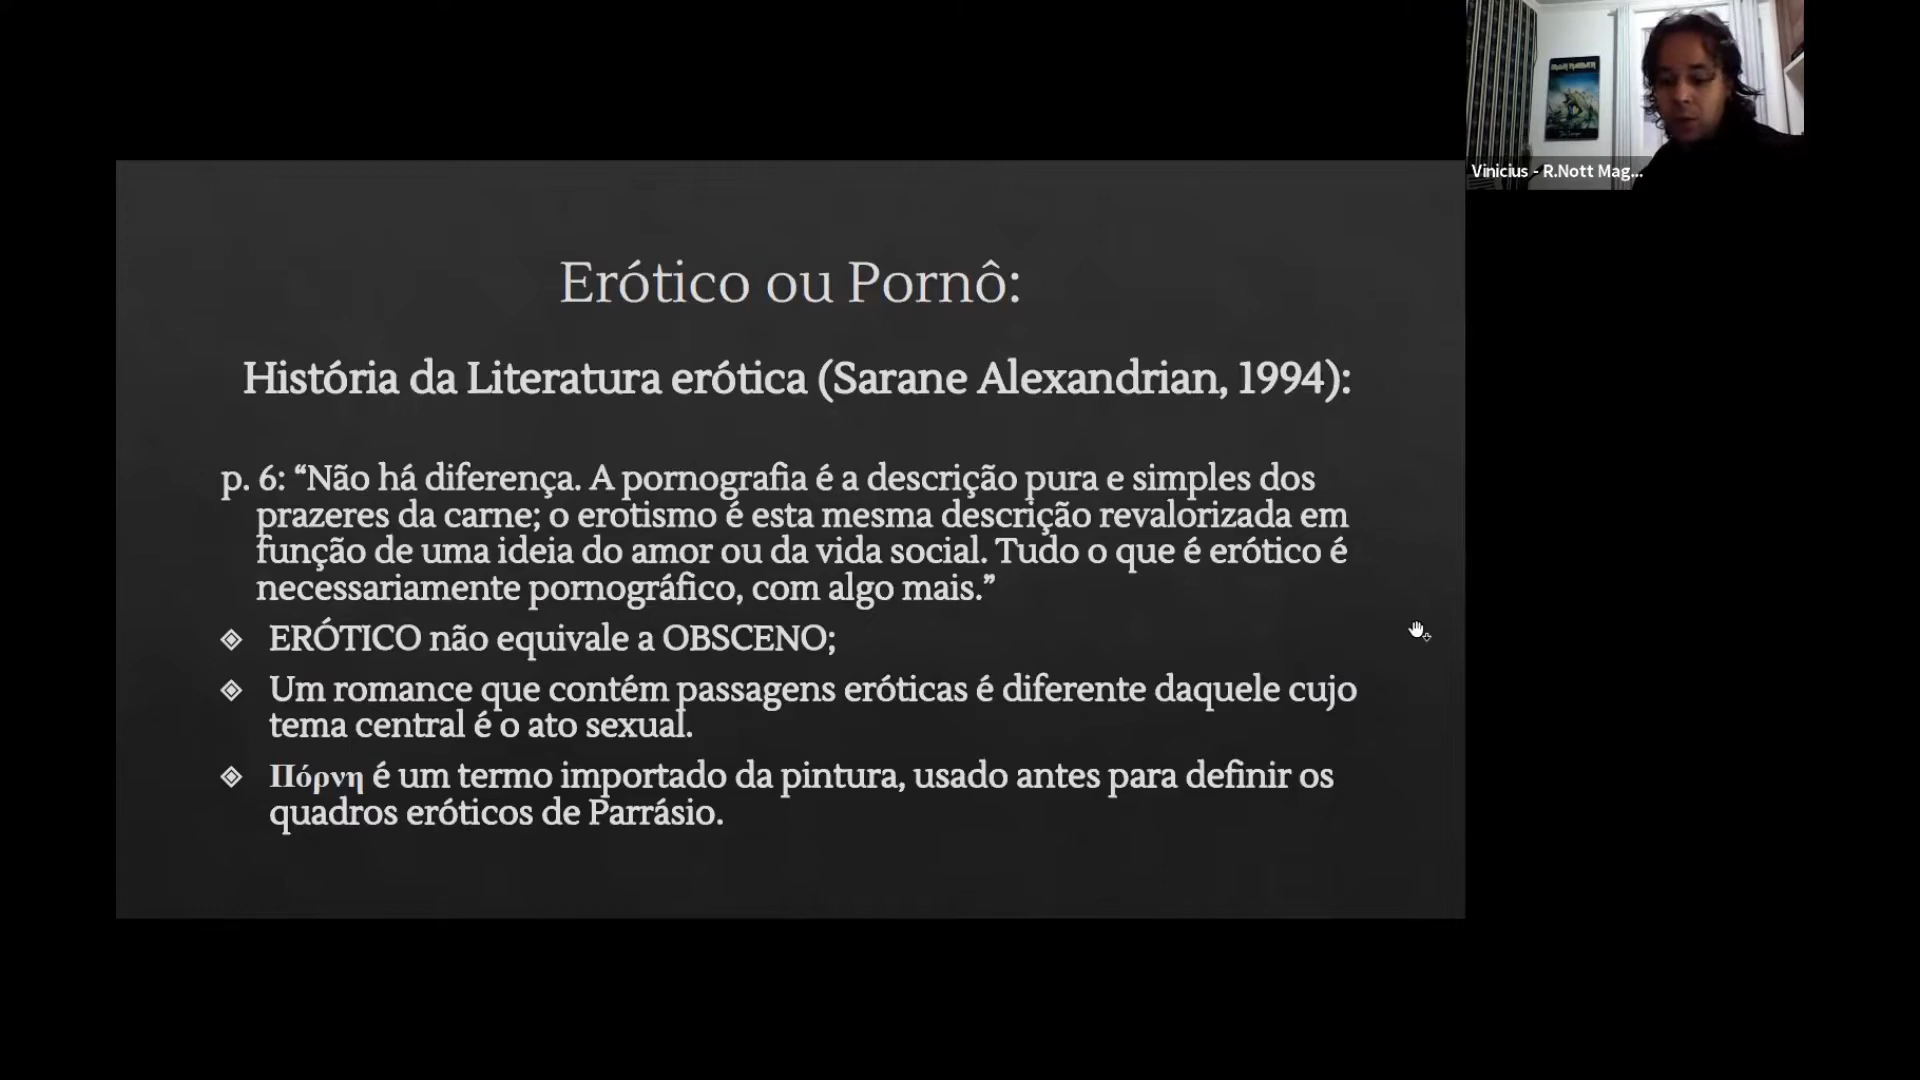 IRON MAIDEN
Vinicius - R.Nott Mag...
Erótico ou Pornô:
História da Literatura erótica (Sarane Alexandrian, 1994):
p. 6: “Não há diferença. A pornografia é a descrição pura e simples dos
prazeres da carne; o erotismo é esta mesma descrição revalorizada em
função de uma ideia do amor ou da vida social. Tudo o que é erótico é
necessariamente pornográfico, com algo mais.”
ERÓTICO não equivale a OBSCENO;
Um romance que contém passagens eróticas é diferente daquele cujo
tema central é o ato sexual.
Πόρνη é um termo importado da pintura, usado antes para definir os
quadros eróticos de Parrásio.